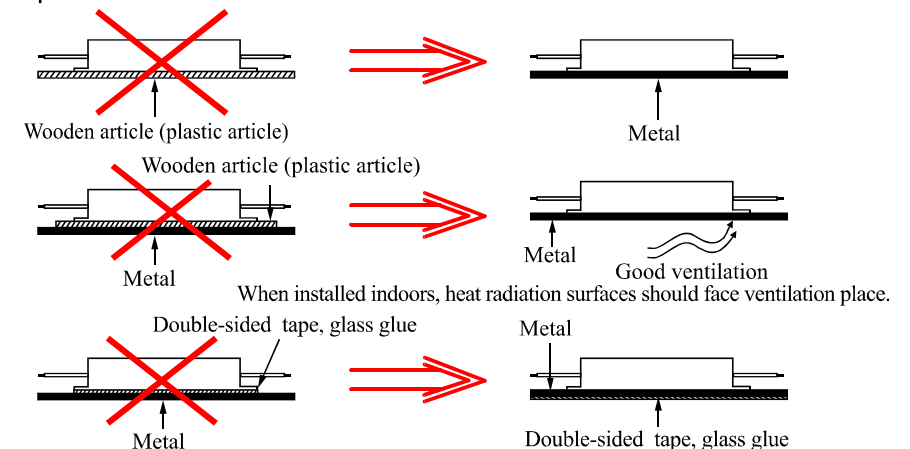 Wooden article (plastic article)
Metal
Wooden article (plastic article)
Metal
Metal
Good ventilation
When installed indoors, heat radiation surfaces should face ventilation place.
Double-sided tape, glass glue
Metal
Metal
Double-sided tape, glass glue